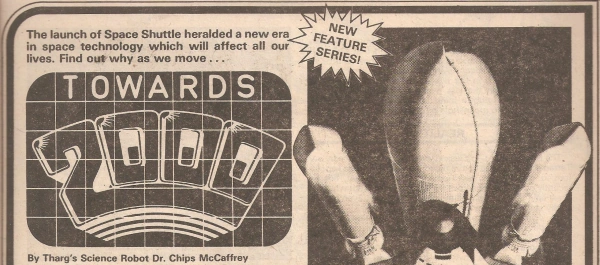 The launch of Space Shuttle heralded a new era
in space technology which will affect all our
lives. Find out why as we move . . .
NEW
FEATURE
SERIES!
TOWARDS
2000
By Tharg's Science Robot Dr. Chips McCaffrey